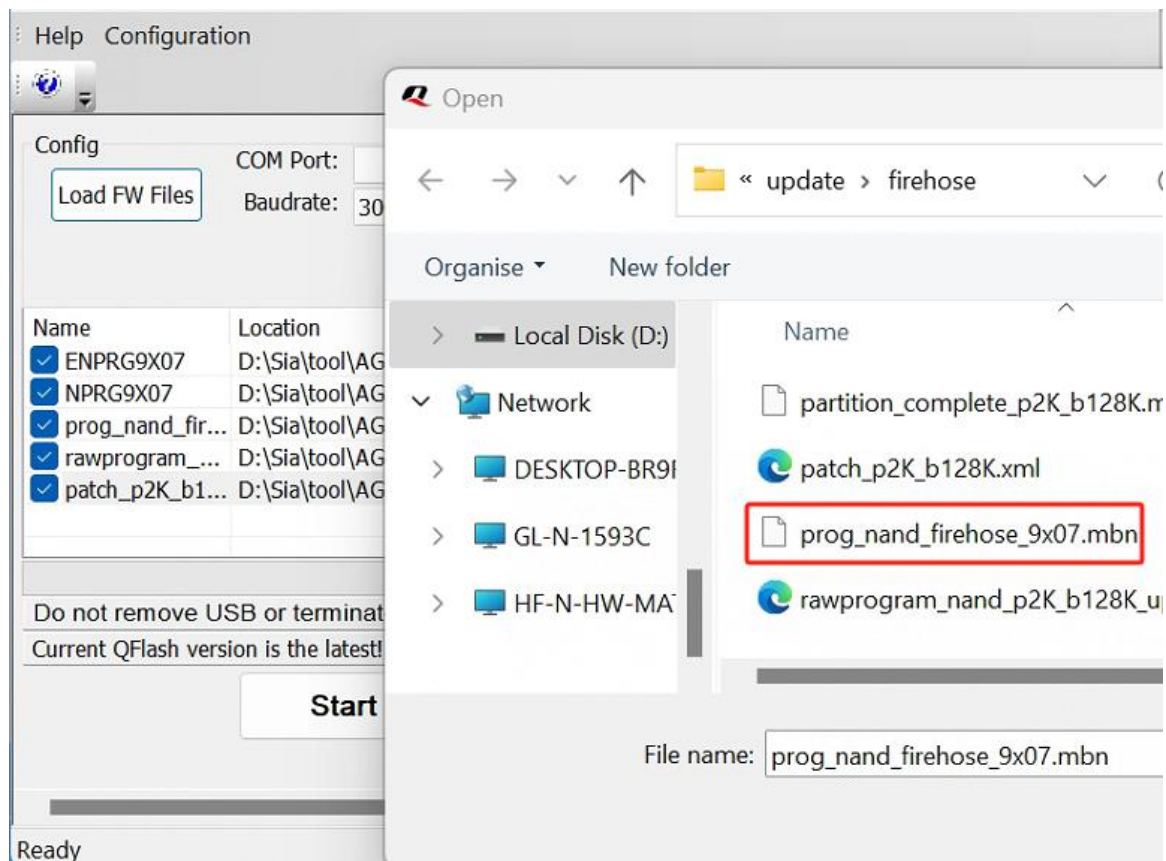 Help Configuration
Open
Config
COM Port:
Load FW Files
Baudrate: 30
« update > firehose
Organise New folder
Name Location
ENPRG9X07 D:\Sia\tool\AG
NPRG9X07 D:\Sia\tool\AG
prog_nand_fir... D:\Sia\tool\AG
rawprogram_... D:\Sia\tool\AG
patch_p2K_b1... D:\Sia\tool\AG
Do not remove USB or terminat
Current QFlash version is the latest!
Start
Ready
Local Disk (D:)
Network
DESKTOP-BR9
GL-N-1593C
HF-N-HW-MA
Name
partition_complete_p2K_b128K.m
patch_p2K_b128K.xml
prog_nand_firehose_9x07.mbn
rawprogram_nand_p2K_b128K_u
File name: prog_nand_firehose_9x07.mbn